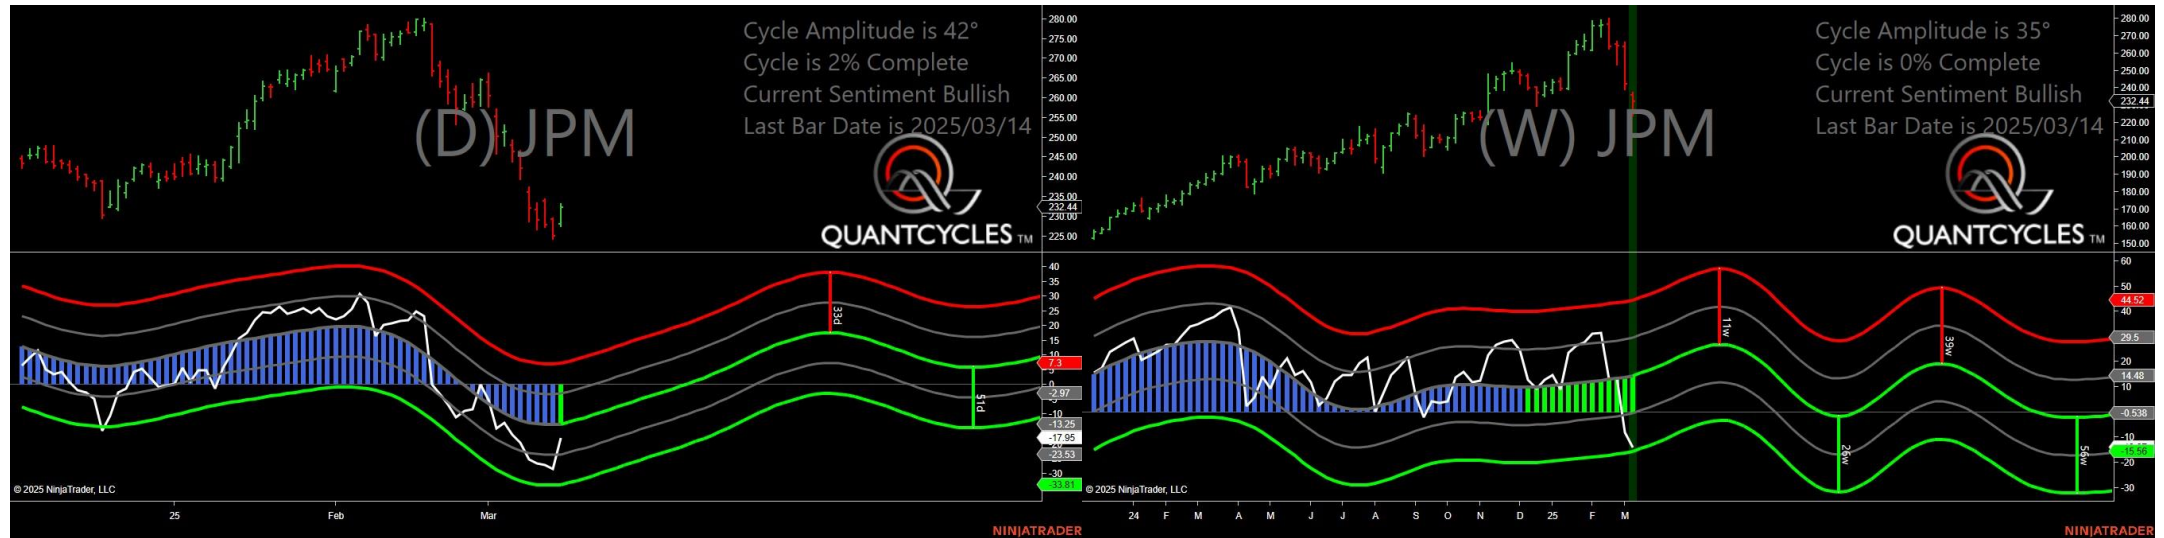 Cycle Amplitude is 42°
Cycle is 2% Complete
Current Sentiment Bullish
Last Bar Date is 2025/03/14
(D) JPM
QUANTCYCLES TM
280.00
275.00
270.00
265.00
260.00
255.00
250.00
245.00
240.00
235.00
232.44
230.00
225.00
33d
51d
40
35
30
25
20
15
10
7.3
5
0
-2.97
-10
-13.25
-17.95
-23.53
-30
-33.81
© 2025 NinjaTrader, LLC
25 Feb Mar
NINJATRADER
Cycle Amplitude is 35°
Cycle is 0% Complete
Current Sentiment Bullish
Last Bar Date is 2025/03/14
(W) JPM
QUANTCYCLES TM
280.00
270.00
260.00
250.00
240.00
232.44
220.00
210.00
200.00
190.00
180.00
170.00
160.00
150.00
11w
26w
39w
56w
60
50
44.52
40
29.5
20
14.48
10
-0.538
-10
-15.56
-20
-30
© 2025 NinjaTrader, LLC
24 F M A M J J A S O N D 25 F M
NINJATRADER